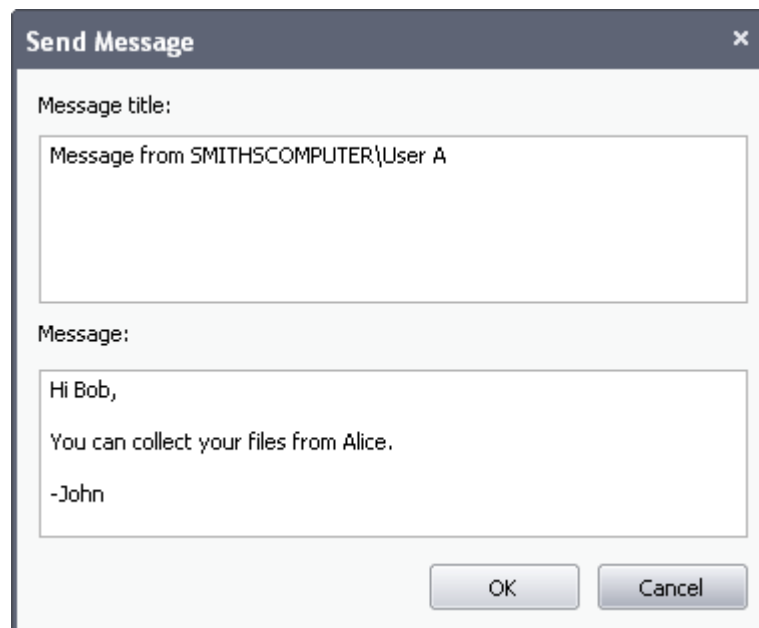 Send Message
Message title:
Message from SMITHSCOMPUTER\User A
Message:
Hi Bob,
You can collect your files from Alice.
-John
OK
Cancel